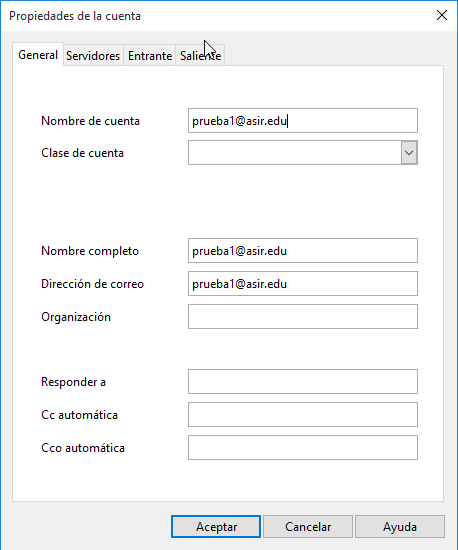 Propiedades de la cuenta
General Servidores Entrante Saliente
Nombre de cuenta prueba1@asir.edu
Clase de cuenta
Nombre completo prueba1@asir.edu
Dirección de correo prueba1@asir.edu
Organización
Responder a
Cc automática
Cco automática
Aceptar Cancelar Ayuda